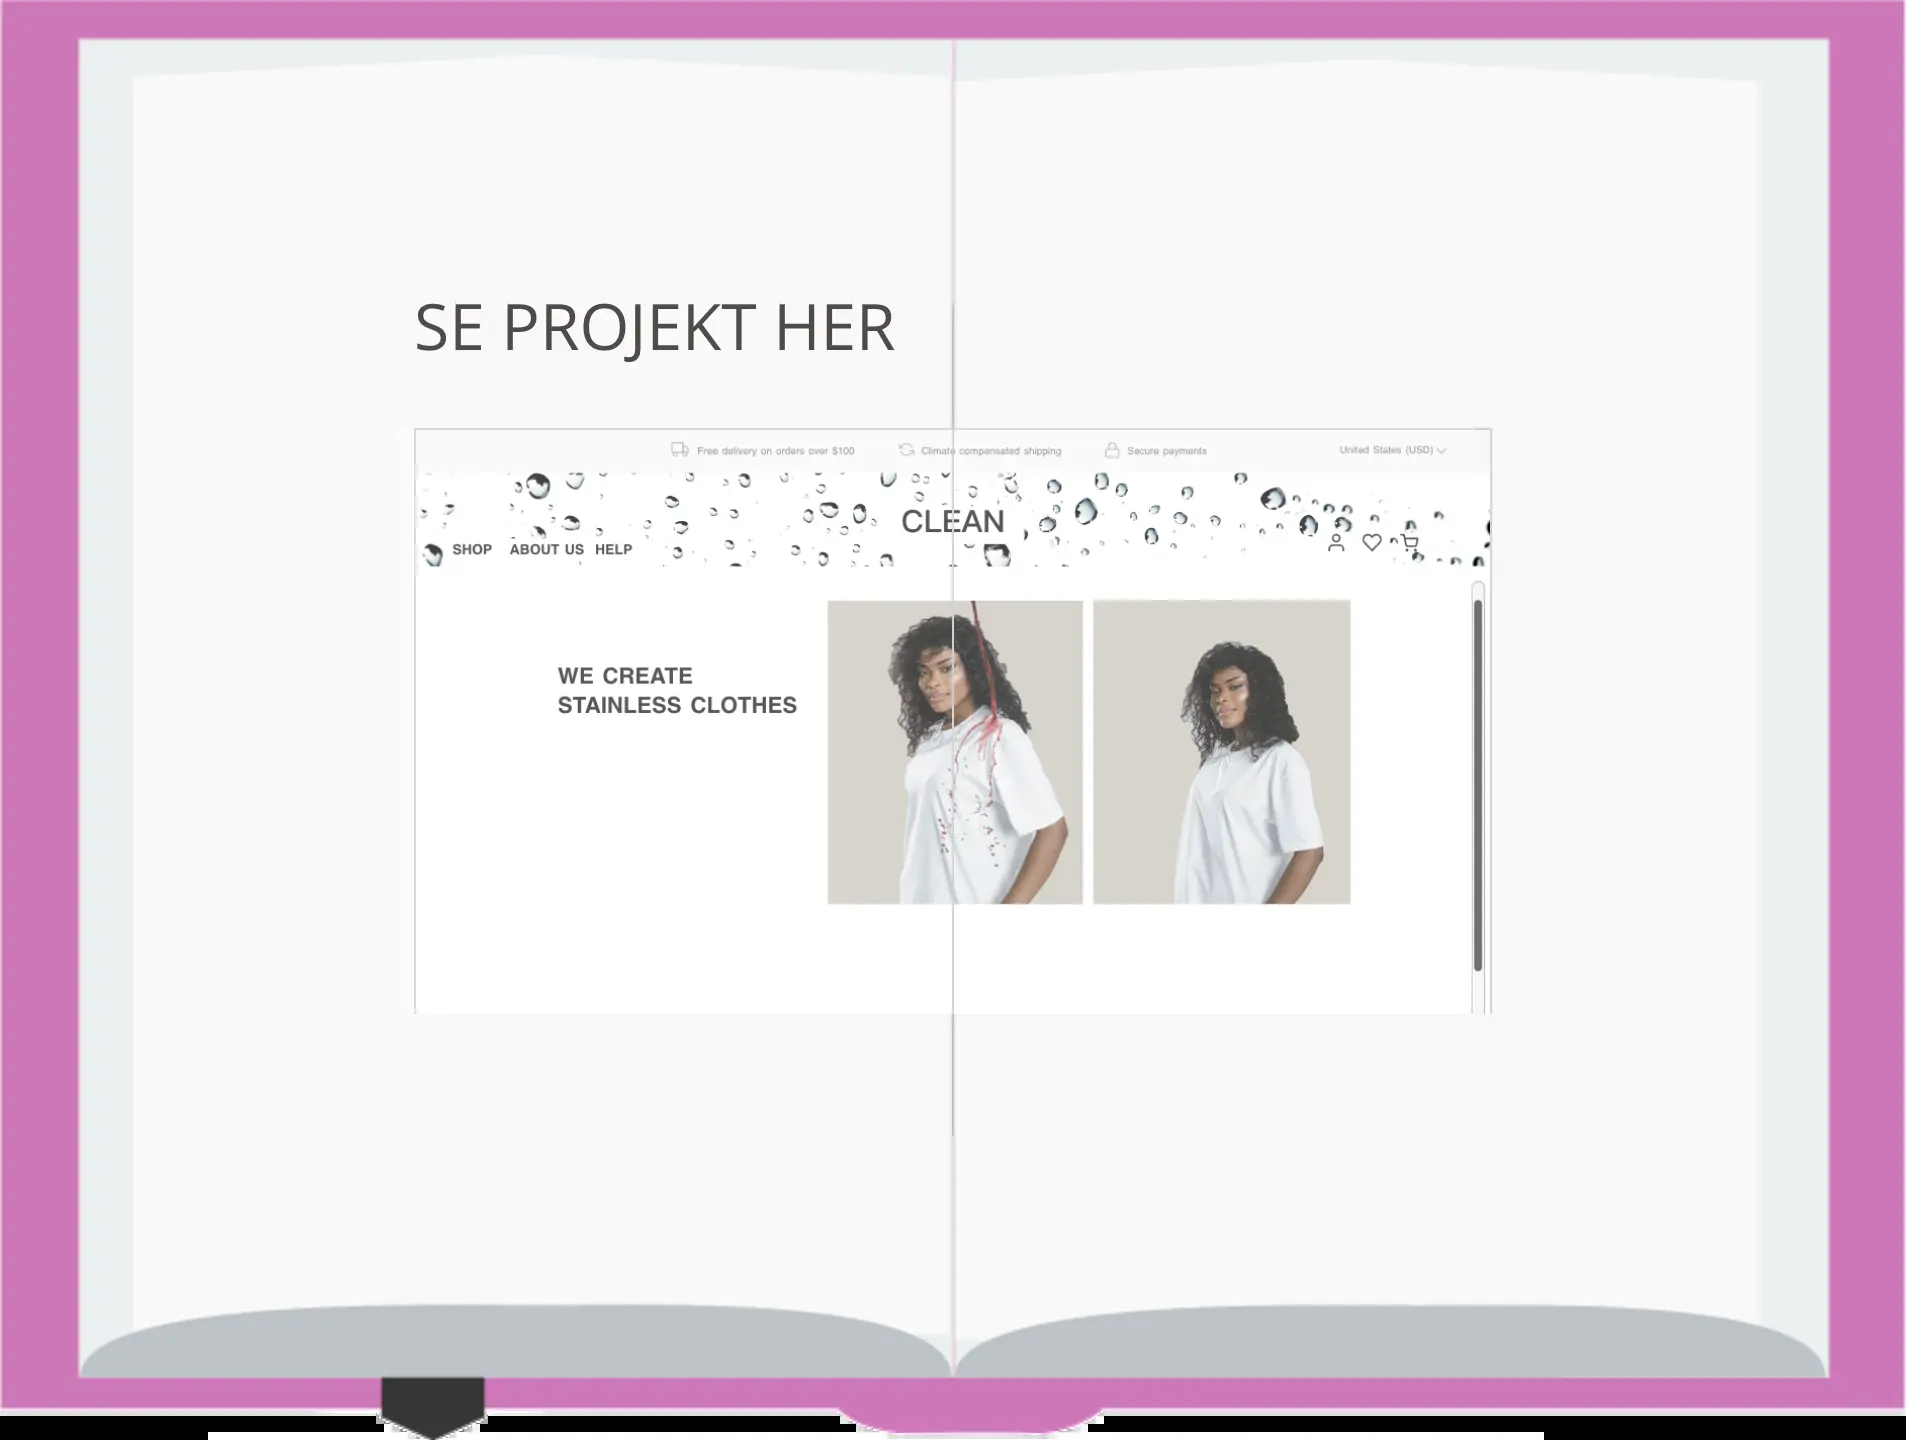 SE PROJEKT HER
Free delivery on orders over $100
Climate compensated shipping
Secure payments
United States (USD)
CLEAN
SHOP ABOUT US HELP
WE CREATE
STAINLESS CLOTHES